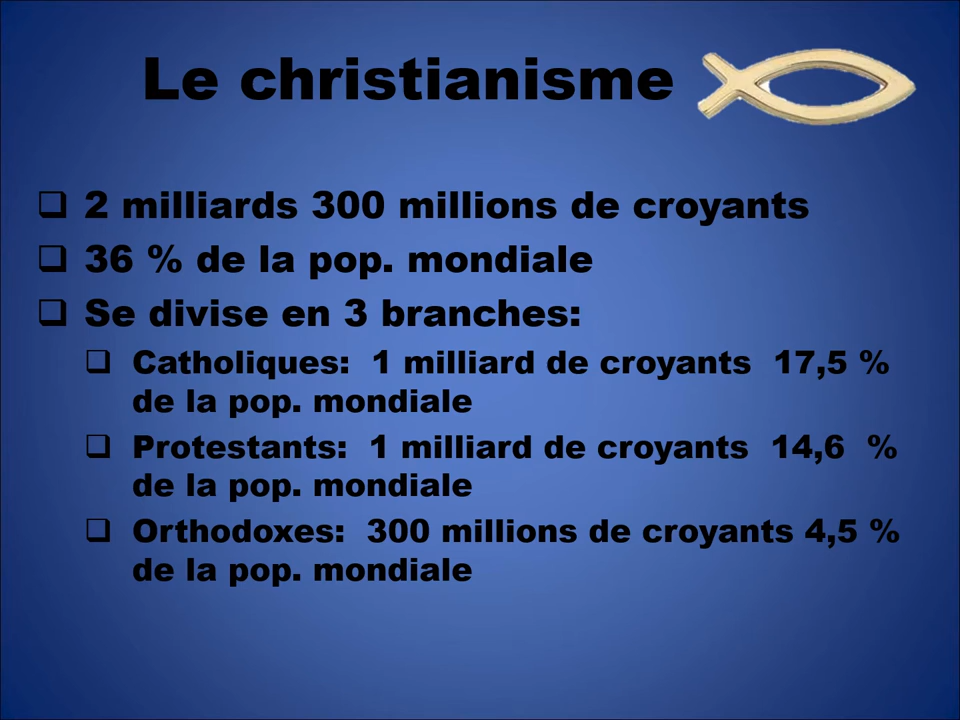 Le christianisme
2 milliards 300 millions de croyants
36 % de la pop. mondiale
Se divise en 3 branches:
Catholiques: 1 milliard de croyants 17,5 %
de la pop. mondiale
Protestants: 1 milliard de croyants 14,6 %
de la pop. mondiale
Orthodoxes: 300 millions de croyants 4,5 %
de la pop. mondiale